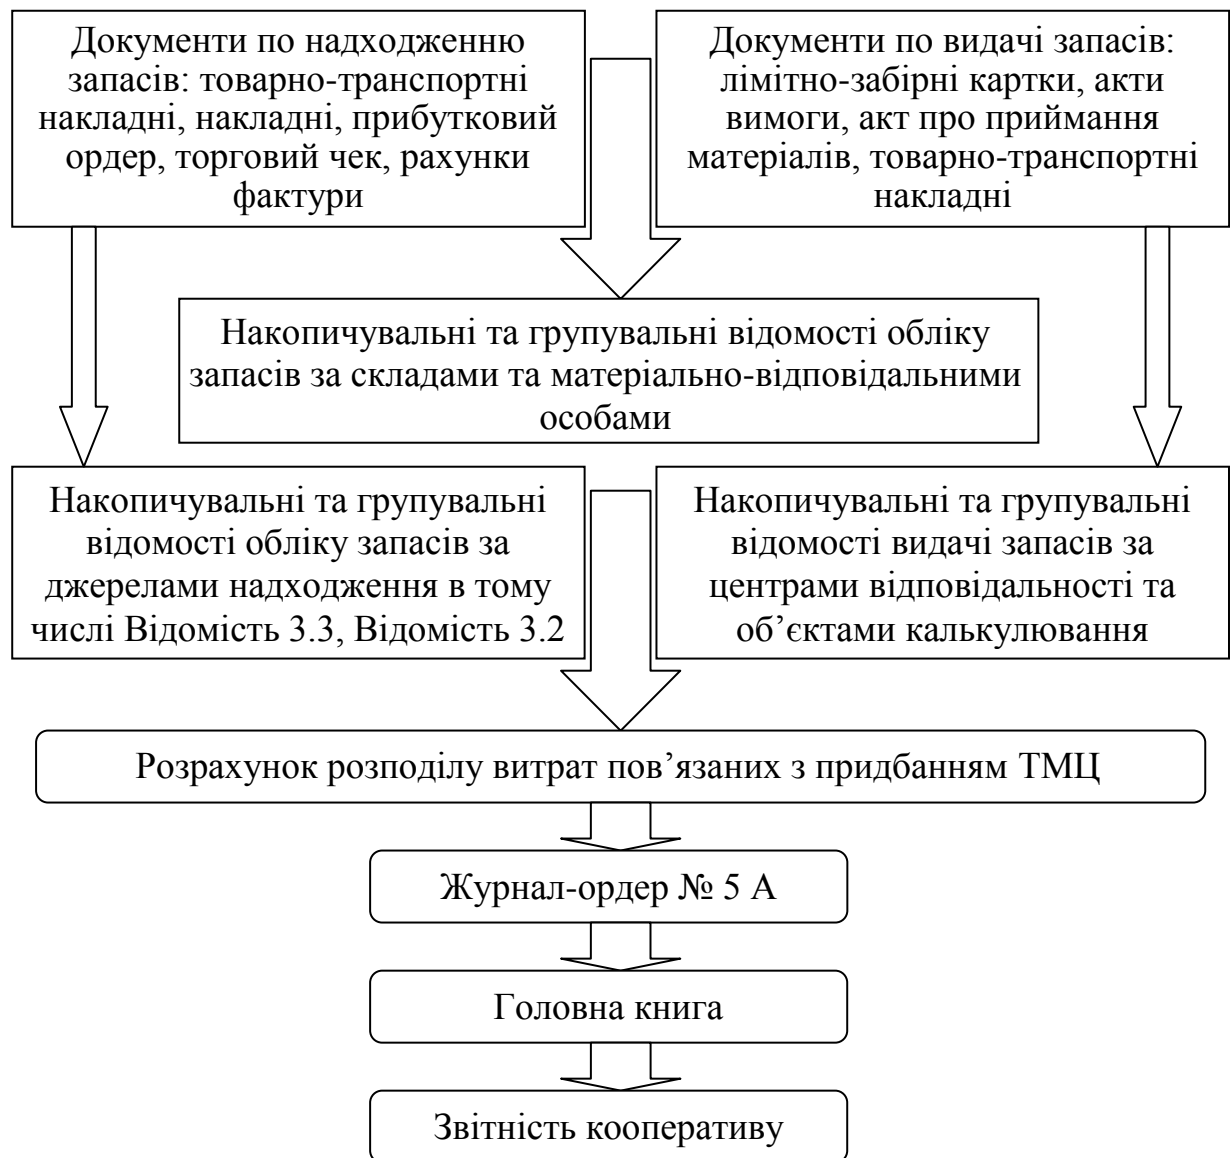 Документи по надходженню
запасів: товарно-транспортні
накладні, накладні, прибутковий
ордер, торговий чек, рахунки
фактури
Документи по видачі запасів:
лімітно-забірні картки, акти
вимоги, акт про приймання
матеріалів, товарно-транспортні
накладні
Накопичувальні та групувальні відомості обліку
запасів за складами та матеріально-відповідальними
особами
Накопичувальні та групувальні
відомості обліку запасів за
джерелами надходження в тому
числі Відомість 3.3, Відомість 3.2
Накопичувальні та групувальні
відомості видачі запасів за
центрами відповідальності та
об’єктами калькулювання
Розрахунок розподілу витрат пов’язаних з придбанням ТМЦ
Журнал-ордер № 5 А
Головна книга
Звітність кооперативу